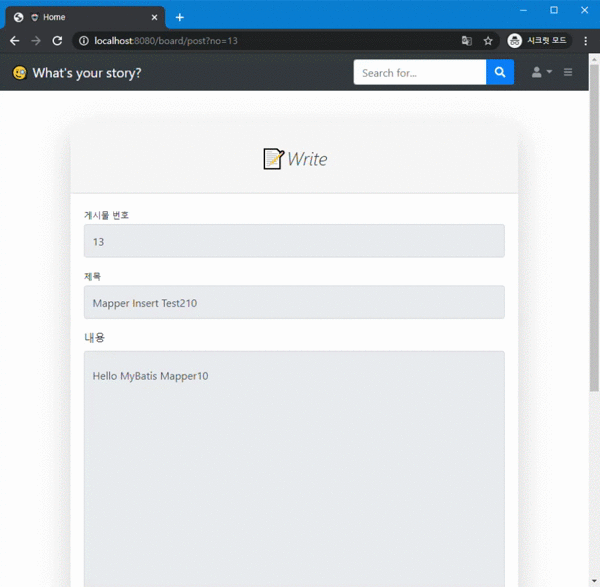 Home
localhost:8080/board/post?no=13
시크릿 모드
What's your story?
Search for...
Write
게시물 번호
13
제목
Mapper Insert Test210
내용
Hello MyBatis Mapper10